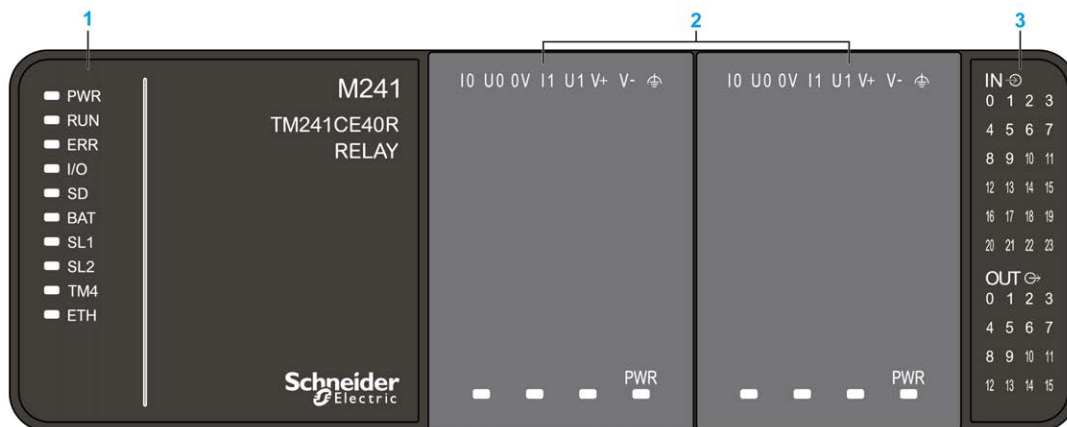 1
2
3
PWR
RUN
ERR
I/O
SD
BAT
SL1
SL2
TM4
ETH
M241
TM241CE40R
RELAY
Schneider
Electric
I0 U0 0V I1 U1 V+ V-
PWR
I0 U0 0V I1 U1 V+ V-
PWR
IN
0 1 2 3
4 5 6 7
8 9 10 11
12 13 14 15
16 17 18 19
20 21 22 23
OUT
0 1 2 3
4 5 6 7
8 9 10 11
12 13 14 15